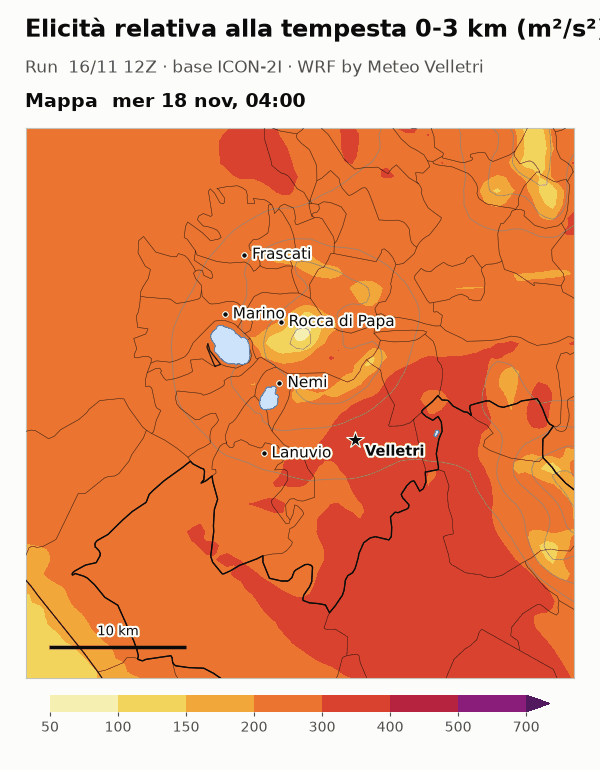 Elicità relativa alla tempesta 0-3 km (m²/s²)
Run 16/11 12Z · base ICON-2I · WRF by Meteo Velletri
Mappa mer 18 nov, 04:00
Frascati
Marino
Rocca di Papa
Nemi
Lanuvio
Velletri
10 km
50 100 150 200 300 400 500 700